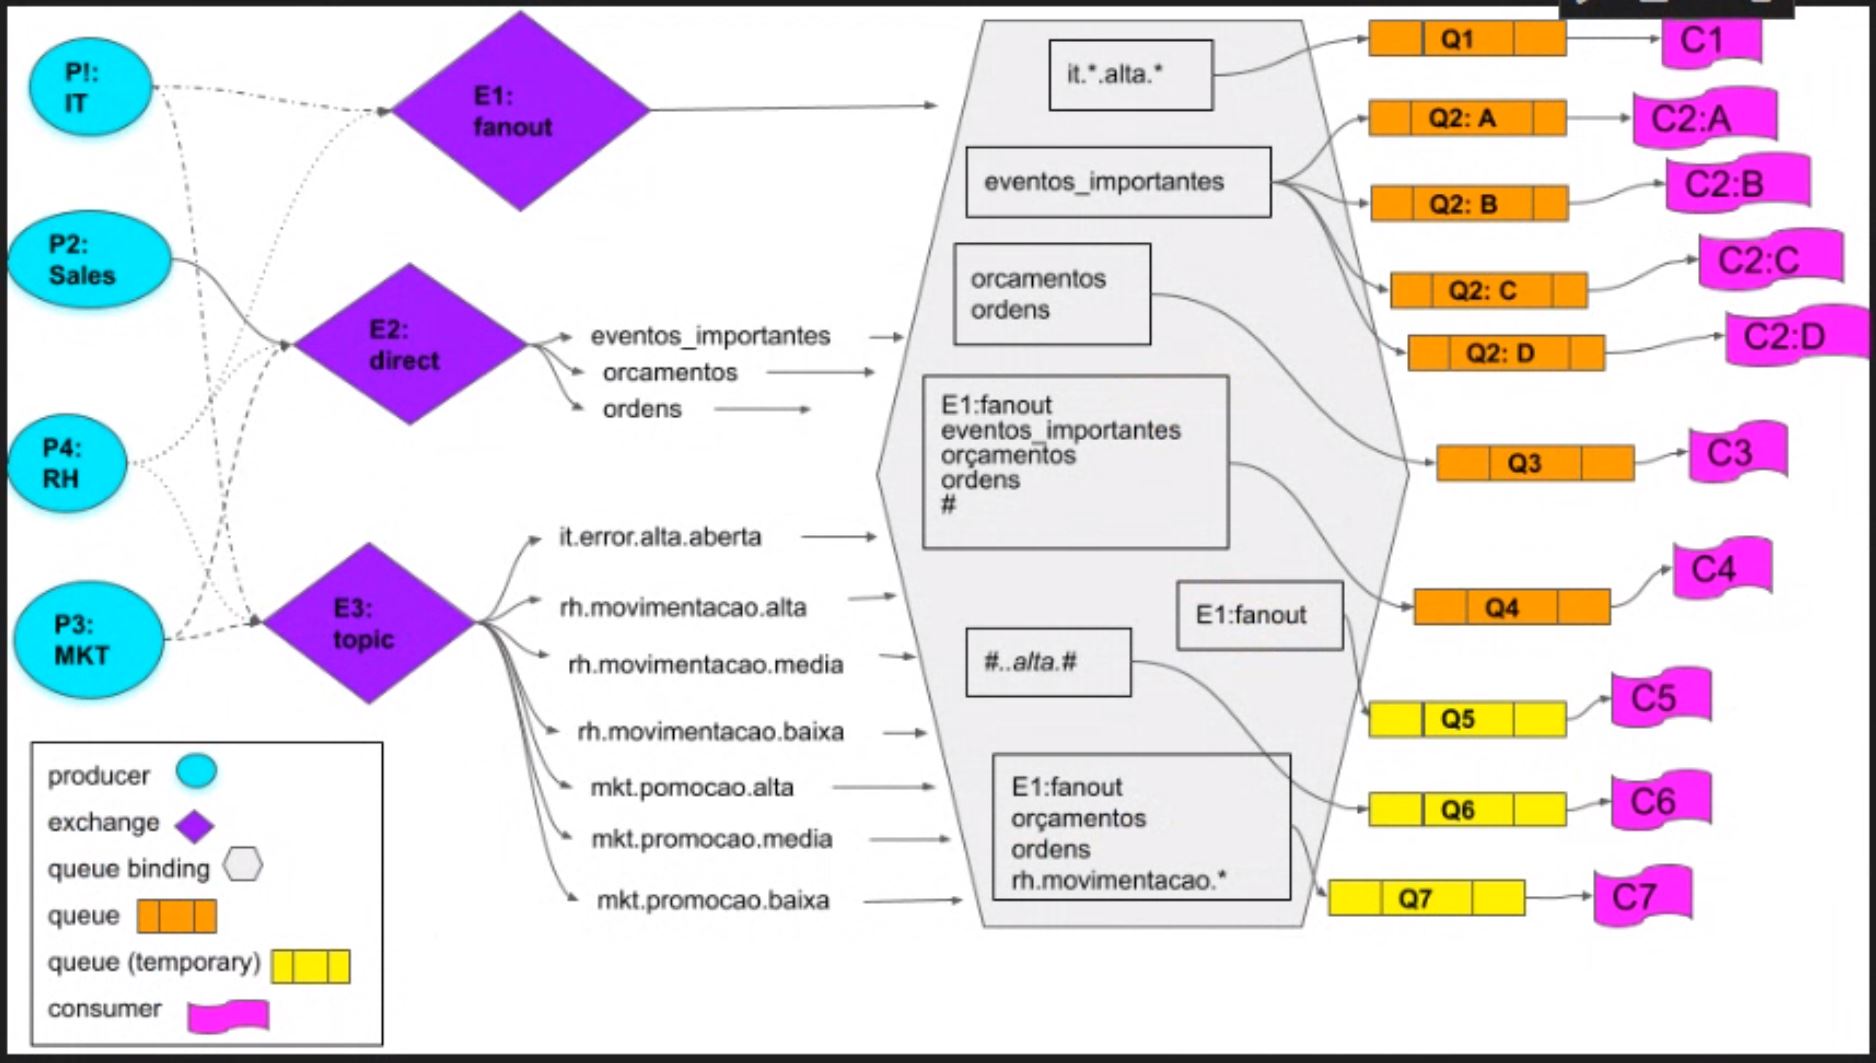 P!:
IT
E1:
fanout
P2:
Sales
E2:
direct
eventos_importantes
orcamentos
ordens
P4:
RH
P3:
MKT
E3:
topic
it.error.alta.aberta
rh.movimentacao.alta
rh.movimentacao.media
rh.movimentacao.baixa
mkt.pomocao.alta
mkt.promocao.media
mkt.promocao.baixa
it.*.alta.*
eventos_importantes
orcamentos
ordens
E1:fanout
eventos_importantes
orçamentos
ordens
#
E1:fanout
#..alta.#
E1:fanout
orçamentos
ordens
rh.movimentacao.*
Q1
C1
Q2: A
C2:A
Q2: B
C2:B
Q2: C
C2:C
Q2: D
C2:D
Q3
C3
Q4
C4
Q5
C5
Q6
C6
Q7
C7
producer
exchange
queue binding
queue
queue (temporary)
consumer